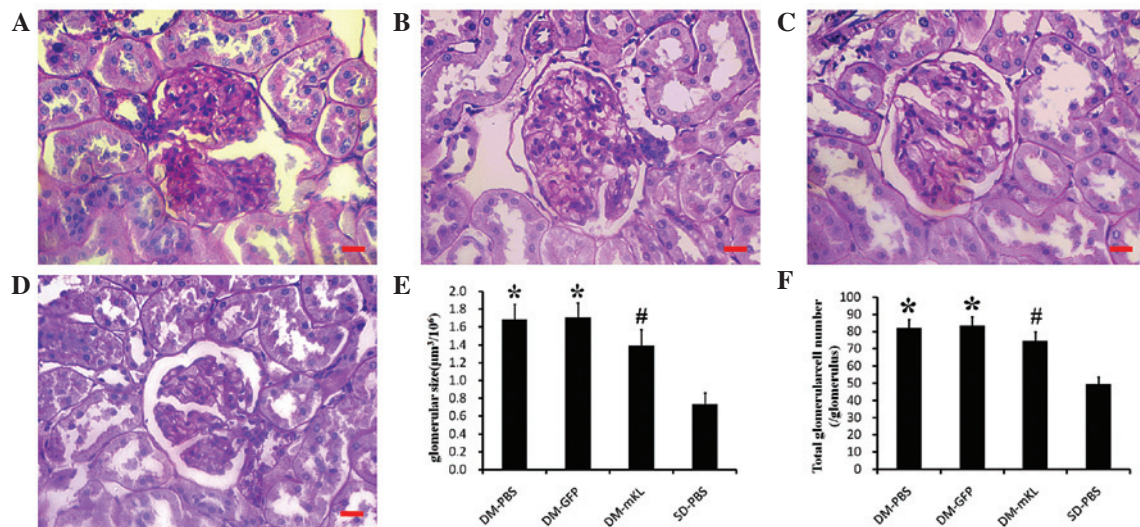 A
B
C
D
E
F
glomerular size(μm³/10⁶)
2.0
1.8
1.6
1.4
1.2
1.0
0.8
0.6
0.4
0.2
0.0
*
*
#
DM-PBS
DM-GFP
DM-mKL
SD-PBS
Total glomerularcell number
(/glomerulus)
100
90
80
70
60
50
40
30
20
10
0
*
*
#
DM-PBS
DM-GFP
DM-mKL
SD-PBS